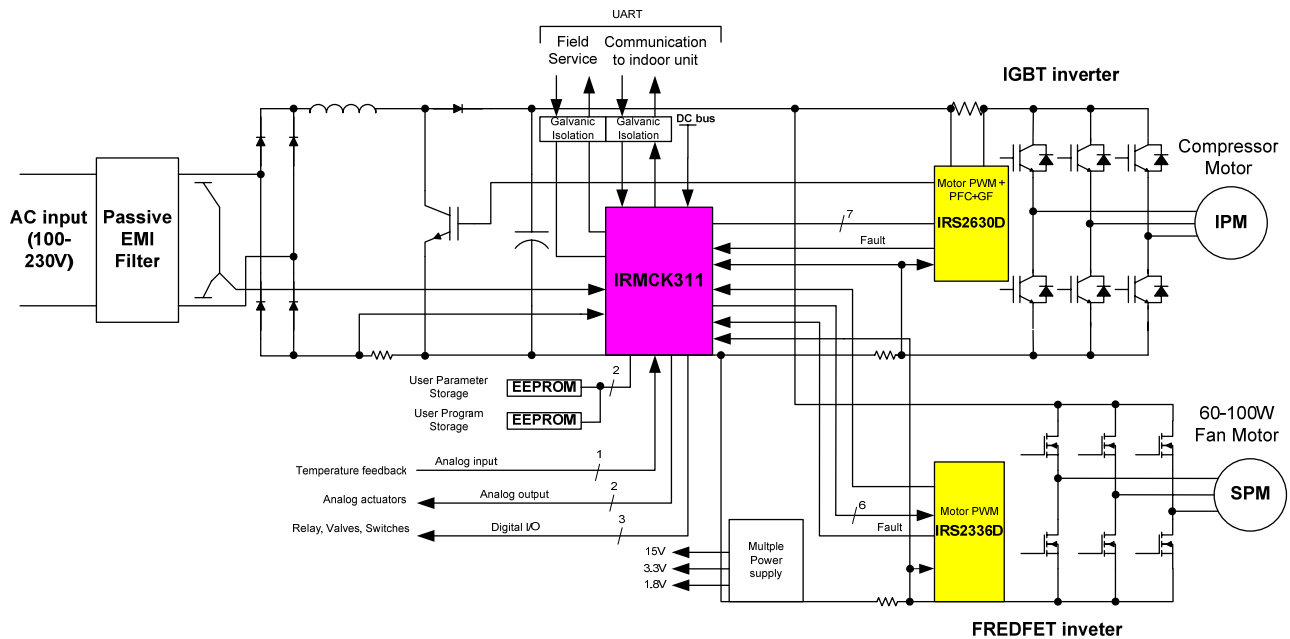 UART
Field
Service
Communication
to indoor unit
IGBT inverter
Galvanic
Isolation
Galvanic
Isolation
DC bus
Compressor
Motor
Motor PWM +
PFC+GF
IRS2630D
AC input
(100-
230V)
Passive
EMI
Filter
7
IPM
Fault
IRMCK311
2
User Parameter
Storage
EEPROM
User Program
Storage
EEPROM
60-100W
Fan Motor
Temperature feedback
Analog input
1
Analog actuators
Analog output
2
SPM
6
Motor PWM
Fault
IRS2336D
Relay, Valves, Switches
Digital I/O
3
15V
3.3V
1.8V
Multple
Power
supply
FREDFET inveter